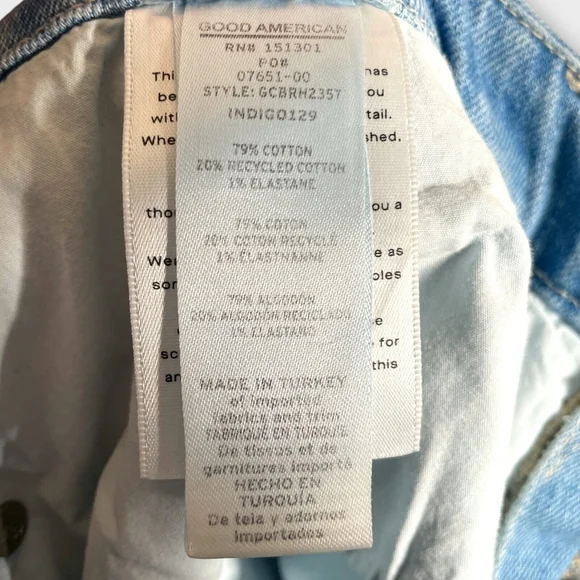 GOOD AMERICAN
RN# 151301
PO#
07651-00
STYLE: GCBRH2357
INDIGO129
79% COTTON
20% RECYCLED COTTON
1% ELASTANE
79% COTON
20% COTON RECYCLÉ
1% ÉLASTHANNE
79% ALGODÓN
20% ALGODÓN RECICLADO
1% ELASTANO
MADE IN TURKEY
of imported
fabrics and trim
FABRIQUÉ EN TURQUIE
De tissus et de
garnitures importé
HECHO EN
TURQUÍA
De tela y adornos
importados